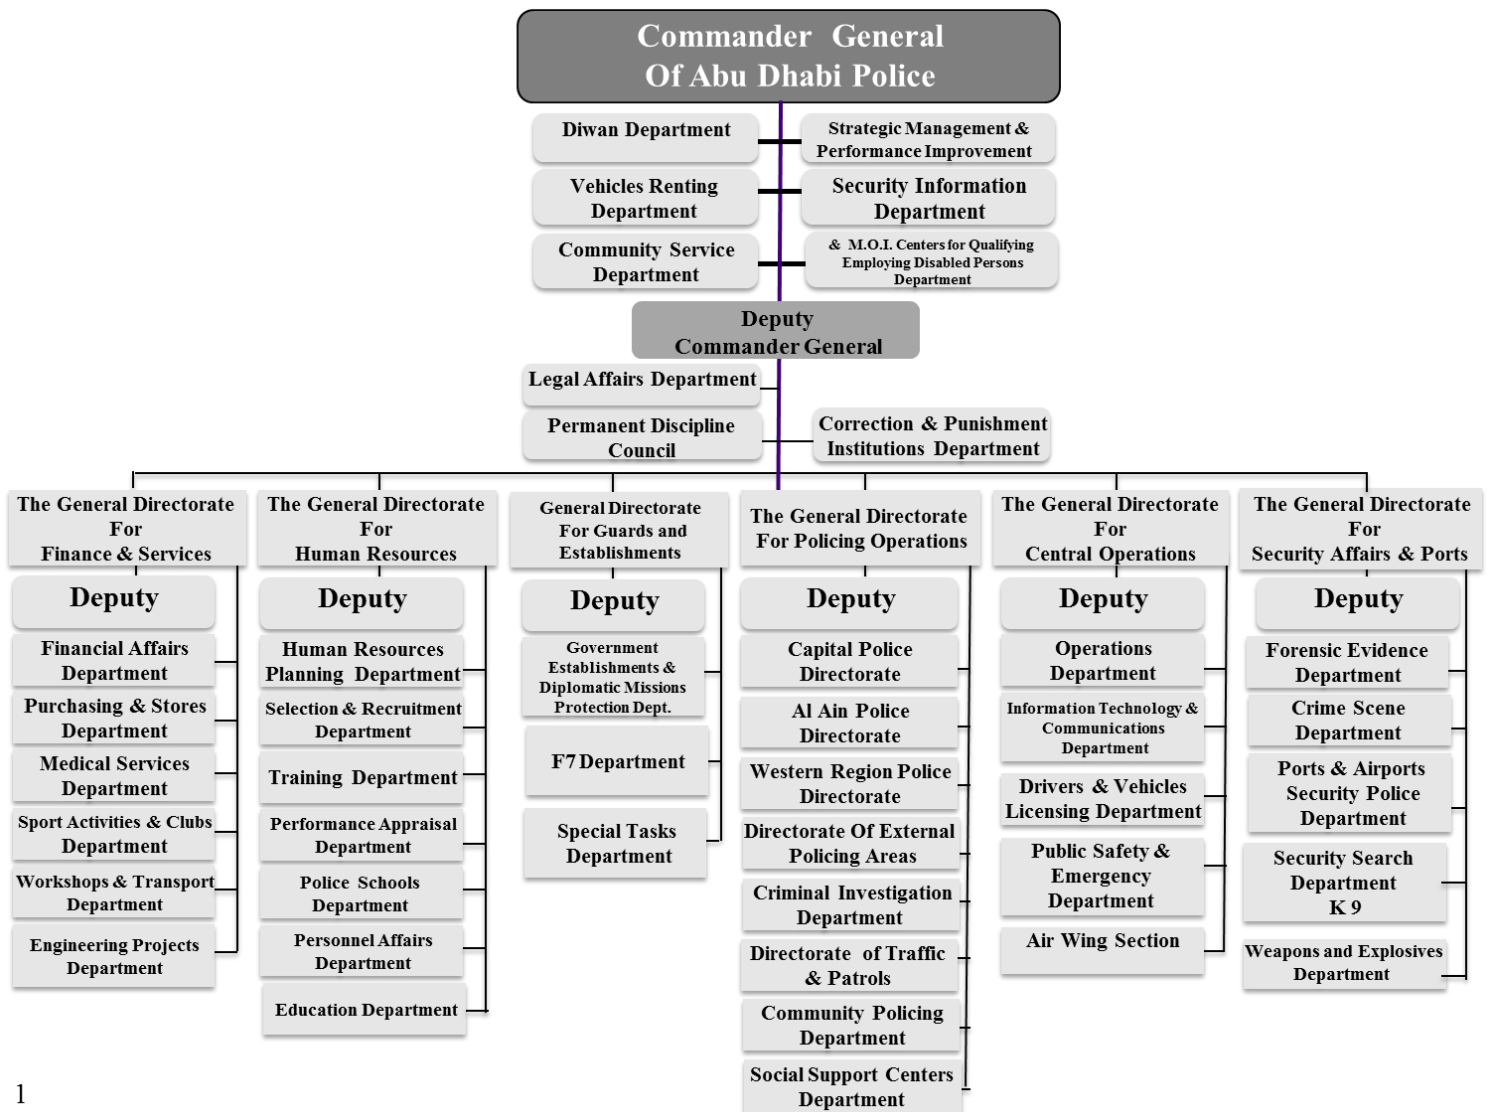 Commander General
Of Abu Dhabi Police
Diwan Department
Strategic Management &
Performance Improvement
Vehicles Renting
Department
Security Information
Department
Community Service
Department
& M.O.I. Centers for Qualifying
Employing Disabled Persons
Department
Deputy
Commander General
Legal Affairs Department
Permanent Discipline
Council
Correction & Punishment
Institutions Department
The General Directorate
For
Finance & Services
Deputy
Financial Affairs
Department
Purchasing & Stores
Department
Medical Services
Department
Sport Activities & Clubs
Department
Workshops & Transport
Department
Engineering Projects
Department
The General Directorate
For
Human Resources
Deputy
Human Resources
Planning Department
Selection & Recruitment
Department
Training Department
Performance Appraisal
Department
Police Schools
Department
Personnel Affairs
Department
Education Department
General Directorate
For Guards and
Establishments
Deputy
Government
Establishments &
Diplomatic Missions
Protection Dept.
F7 Department
Special Tasks
Department
The General Directorate
For Policing Operations
Deputy
Capital Police
Directorate
Al Ain Police
Directorate
Western Region Police
Directorate
Directorate Of External
Policing Areas
Criminal Investigation
Department
Directorate of Traffic
& Patrols
Community Policing
Department
Social Support Centers
Department
The General Directorate
For
Central Operations
Deputy
Operations
Department
Information Technology &
Communications
Department
Drivers & Vehicles
Licensing Department
Public Safety &
Emergency
Department
Air Wing Section
The General Directorate
For
Security Affairs & Ports
Deputy
Forensic Evidence
Department
Crime Scene
Department
Ports & Airports
Security Police
Department
Security Search
Department
K 9
Weapons and Explosives
Department
1